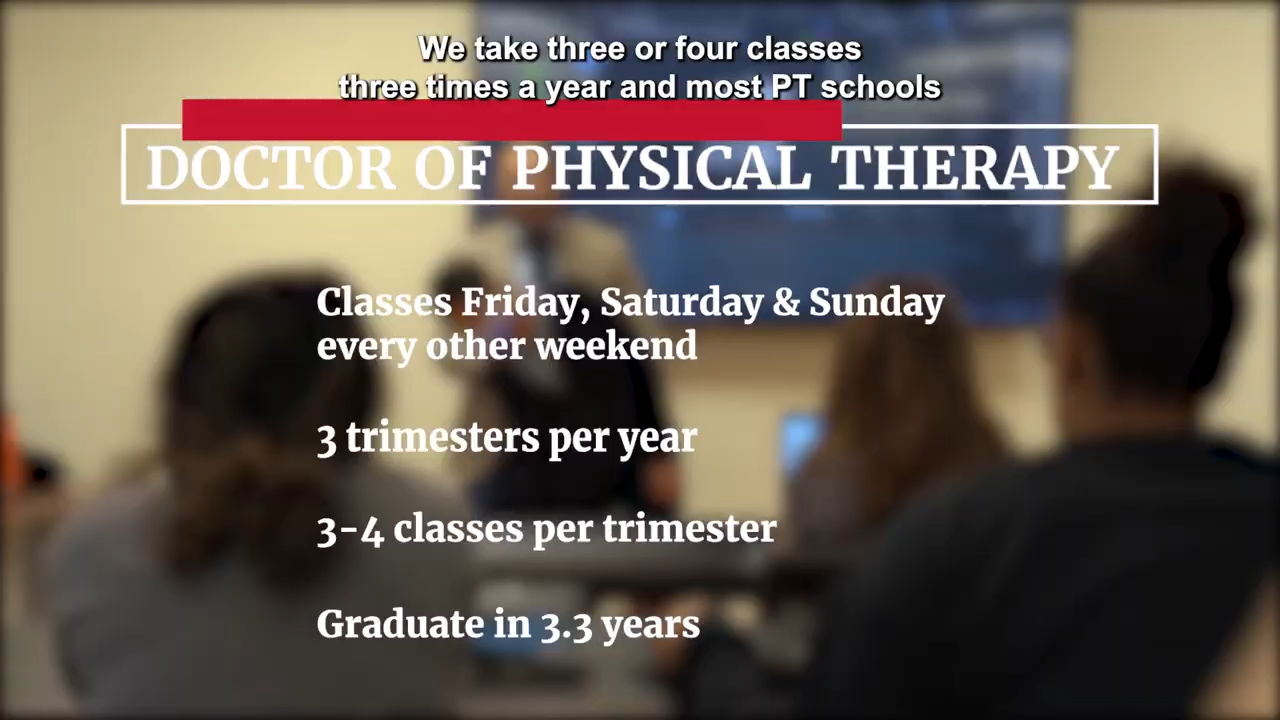 We take three or four classes
three times a year and most PT schools
DOCTOR OF PHYSICAL THERAPY
Classes Friday, Saturday & Sunday
every other weekend
3 trimesters per year
3-4 classes per trimester
Graduate in 3.3 years